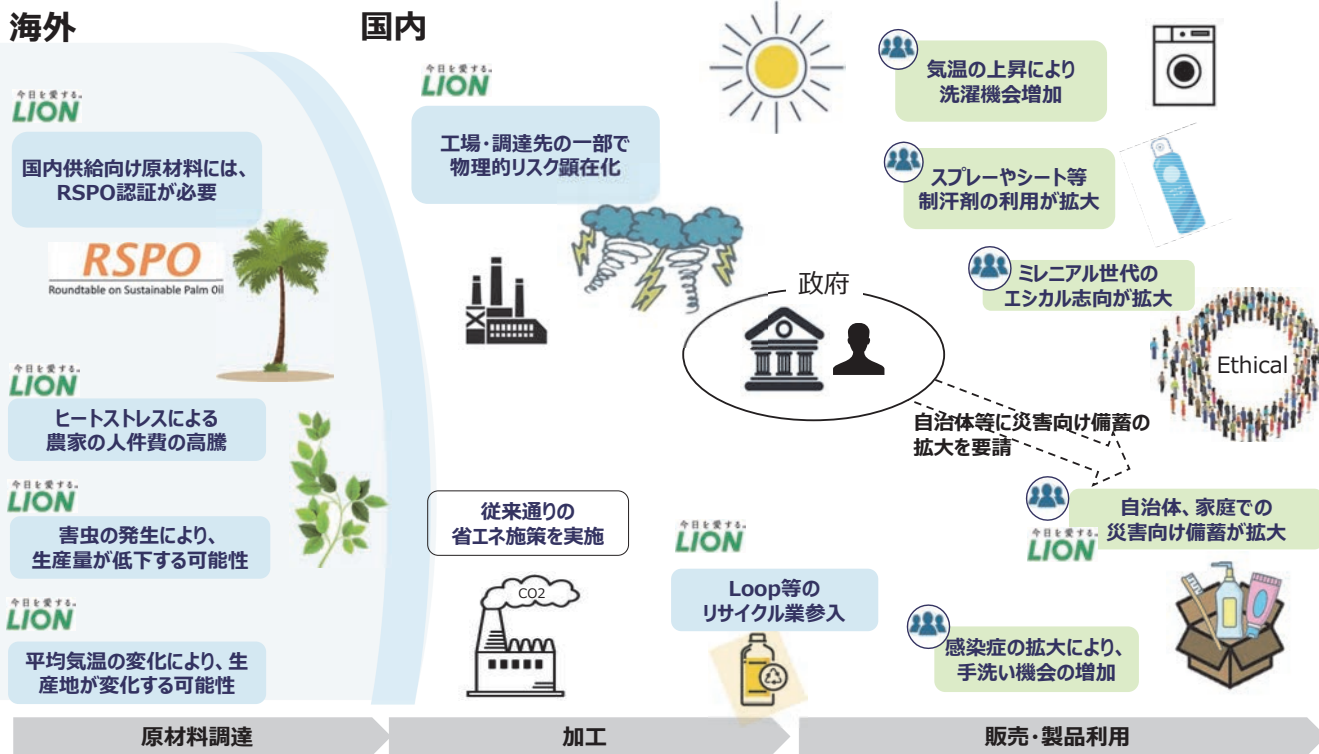 海外
今日を愛する。
LION
国内供給向け原材料には、
RSPO認証が必要
RSPO
Roundtable on Sustainable Palm Oil
今日を愛する。
LION
ヒートストレスによる
農家の人件費の高騰
今日を愛する。
LION
害虫の発生により、
生産量が低下する可能性
今日を愛する。
LION
平均気温の変化により、生
産地が変化する可能性
国内
今日を愛する。
LION
工場・調達先の一部で
物理的リスク顕在化
従来通りの
省エネ施策を実施
CO2
今日を愛する。
LION
Loop等の
リサイクル業参入
政府
自治体等に災害向け備蓄の
拡大を要請
気温の上昇により
洗濯機会増加
スプレーやシート等
制汗剤の利用が拡大
ミレニアル世代の
エシカル志向が拡大
Ethical
自治体、家庭での
災害向け備蓄が拡大
今日を愛する。
LION
感染症の拡大により、
手洗い機会の増加
原材料調達
加工
販売・製品利用